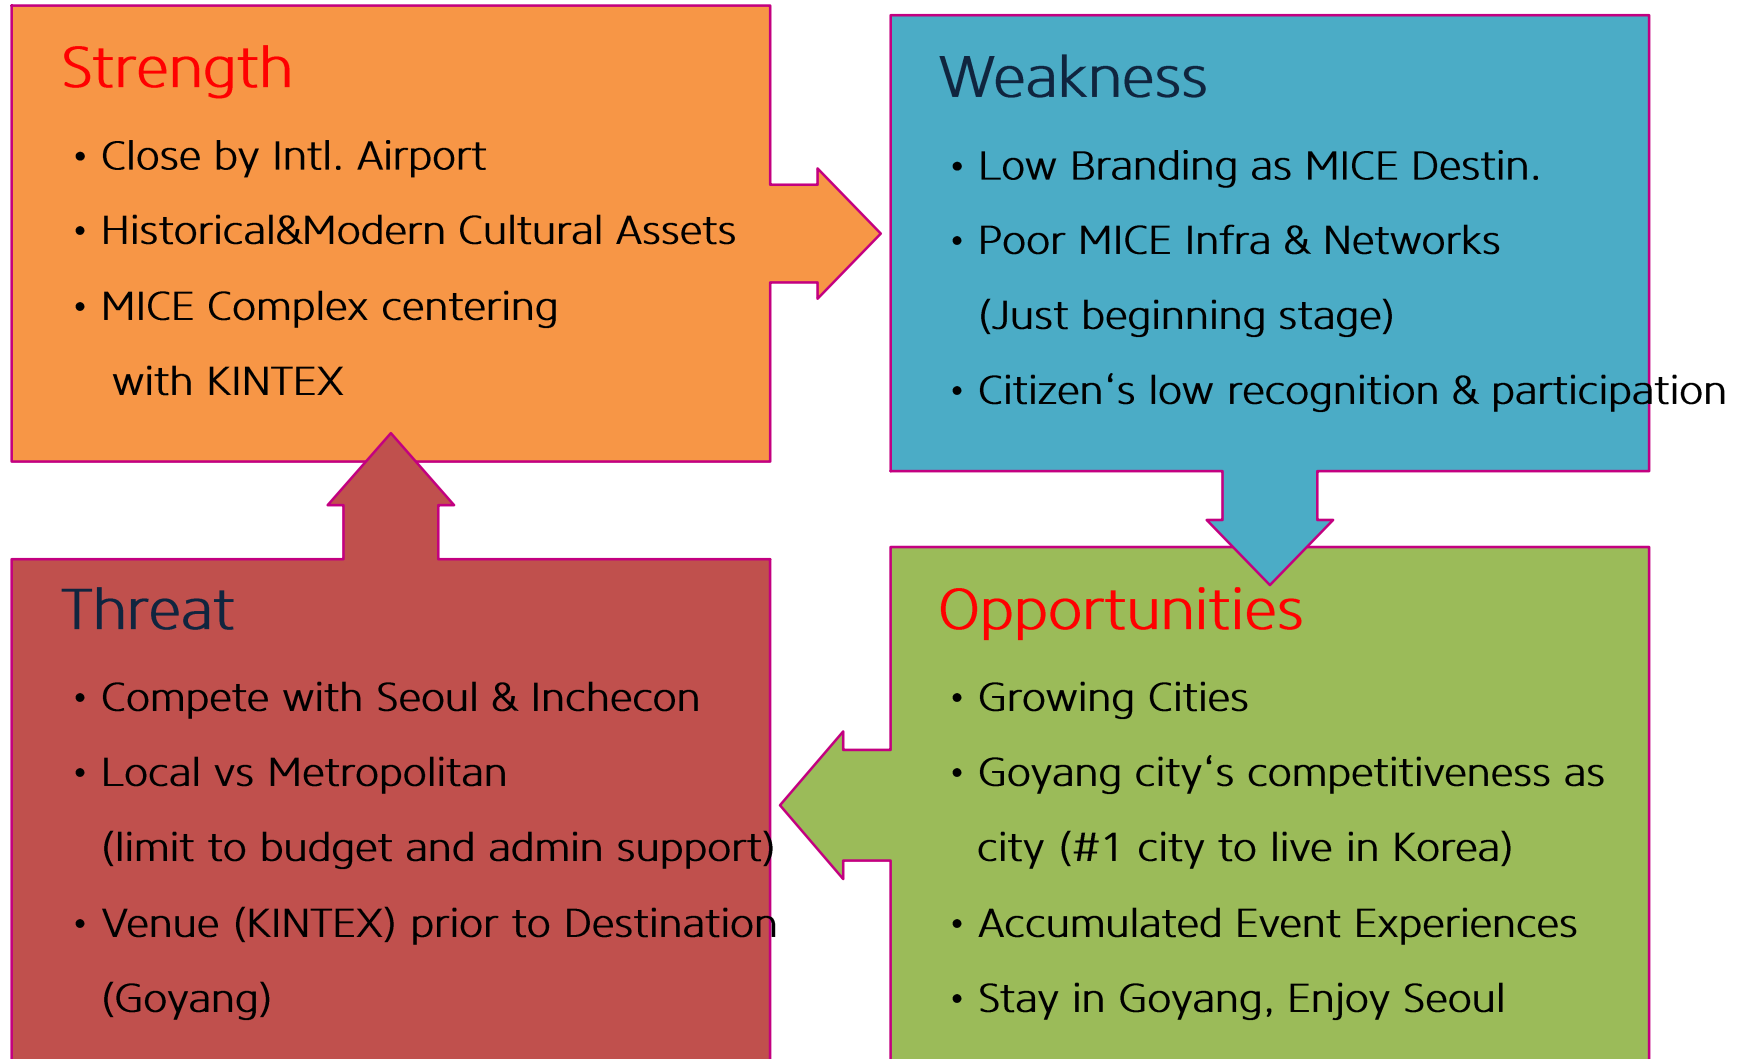 Strength
• Close by Intl. Airport
• Historical&Modern Cultural Assets
• MICE Complex centering
with KINTEX
Weakness
• Low Branding as MICE Destin.
• Poor MICE Infra & Networks
(Just beginning stage)
• Citizen‘s low recognition & participation
Threat
• Compete with Seoul & Inchecon
• Local vs Metropolitan
(limit to budget and admin support)
• Venue (KINTEX) prior to Destination
(Goyang)
Opportunities
• Growing Cities
• Goyang city‘s competitiveness as
city (#1 city to live in Korea)
• Accumulated Event Experiences
• Stay in Goyang, Enjoy Seoul